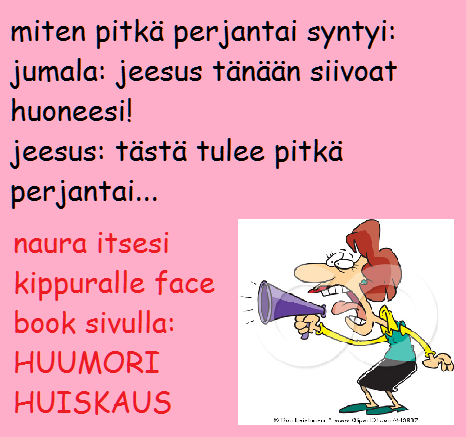 miten pitkä perjantai syntyi:
jumala: jeesus tänään siivoat
huoneesi!
jeesus: tästä tulee pitkä
perjantai...
naura itsesi
kippuralle face
book sivulla:
HUUMORI
HUISKAUS